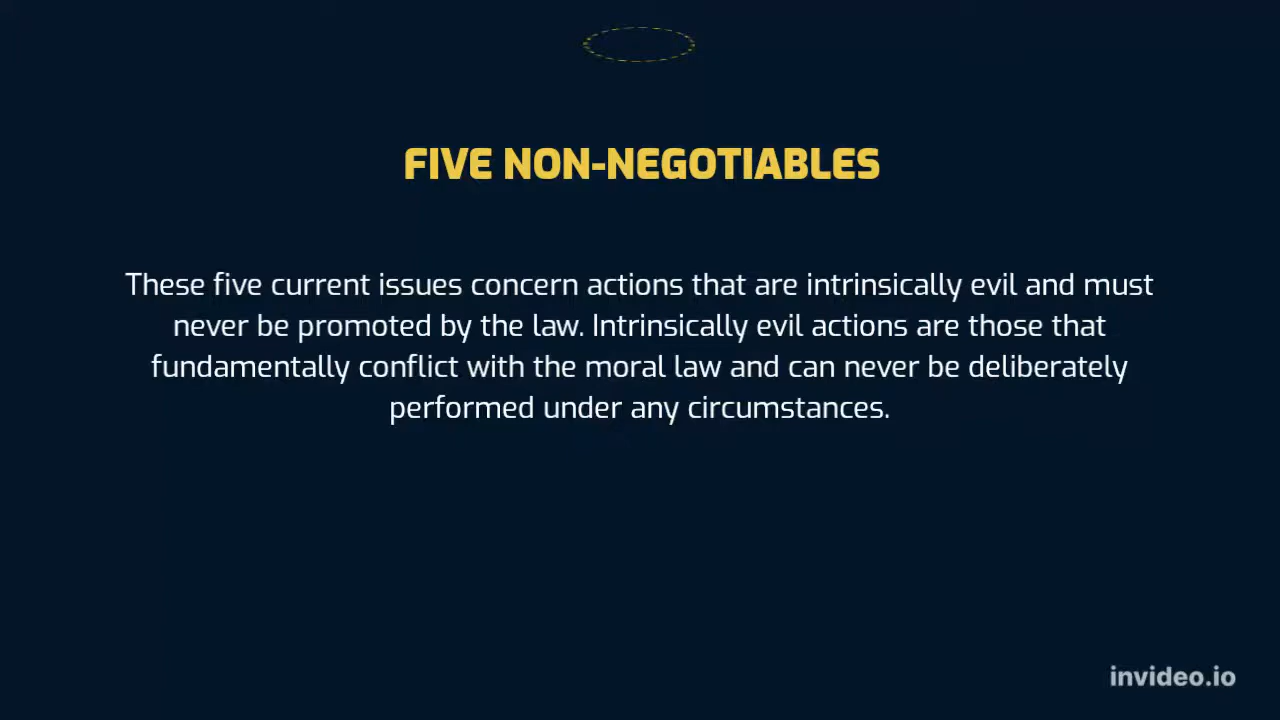 FIVE NON-NEGOTIABLES
These five current issues concern actions that are intrinsically evil and must
never be promoted by the law. Intrinsically evil actions are those that
fundamentally conflict with the moral law and can never be deliberately
performed under any circumstances.
invideo.io